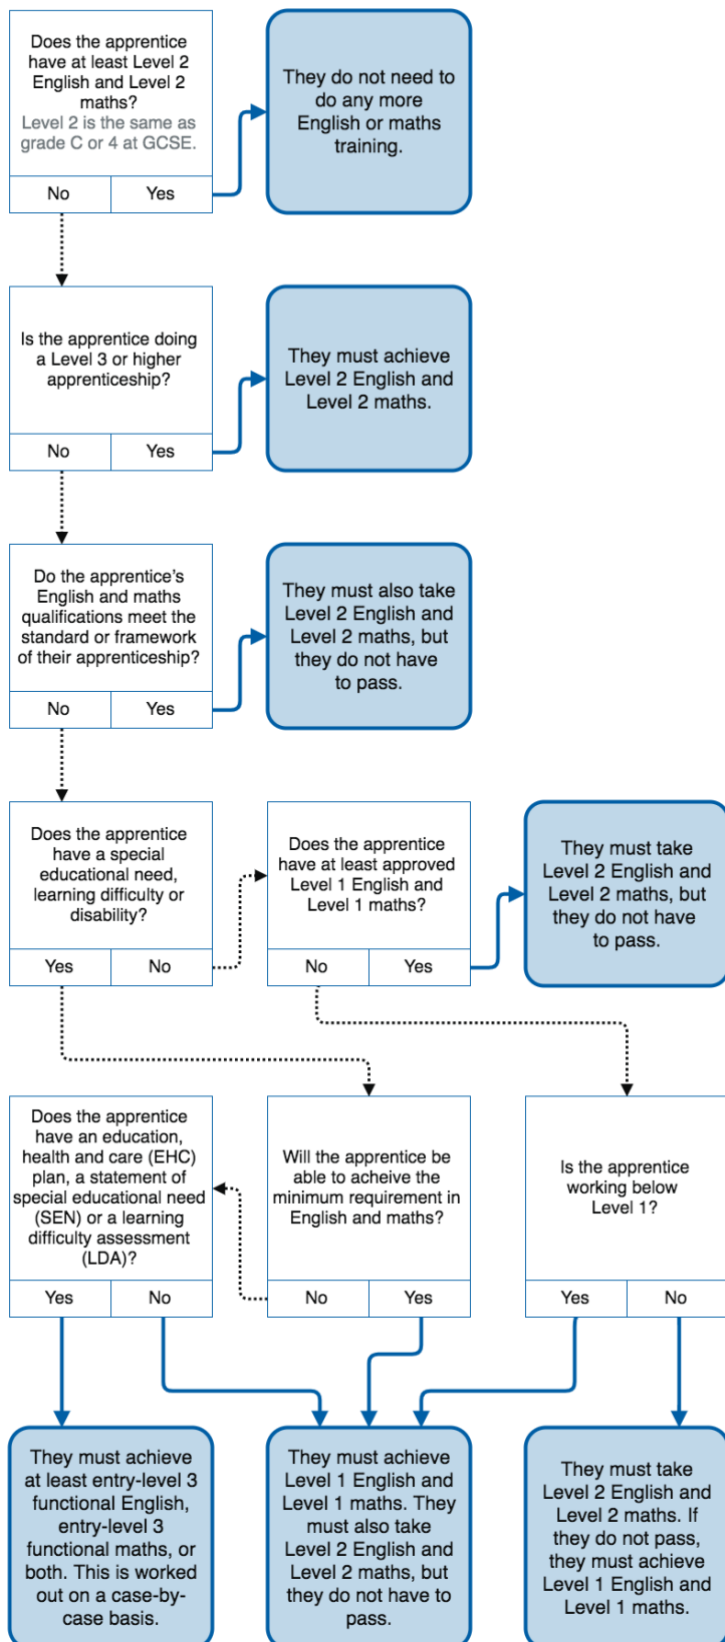 Does the apprentice
have at least Level 2
English and Level 2
maths?
Level 2 is the same as
grade C or 4 at GCSE.
No
Yes
They do not need to
do any more
English or maths
training.
Is the apprentice doing
a Level 3 or higher
apprenticeship?
No
Yes
They must achieve
Level 2 English and
Level 2 maths.
Do the apprentice’s
English and maths
qualifications meet the
standard or framework
of their apprenticeship?
No
Yes
They must also take
Level 2 English and
Level 2 maths, but
they do not have
to pass.
Does the apprentice
have a special
educational need,
learning difficulty or
disability?
Yes
No
Does the apprentice
have at least approved
Level 1 English and
Level 1 maths?
No
Yes
They must take
Level 2 English and
Level 2 maths, but
they do not have
to pass.
Does the apprentice
have an education,
health and care (EHC)
plan, a statement of
special educational need
(SEN) or a learning
difficulty assessment
(LDA)?
Yes
No
Will the apprentice be
able to acheive the
minimum requirement in
English and maths?
No
Yes
Is the apprentice
working below
Level 1?
Yes
No
They must achieve
at least entry-level 3
functional English,
entry-level 3
functional maths, or
both. This is worked
out on a case-by-
case basis.
They must achieve
Level 1 English and
Level 1 maths. They
must also take
Level 2 English and
Level 2 maths, but
they do not have to
pass.
They must take
Level 2 English and
Level 2 maths. If
they do not pass,
they must achieve
Level 1 English and
Level 1 maths.